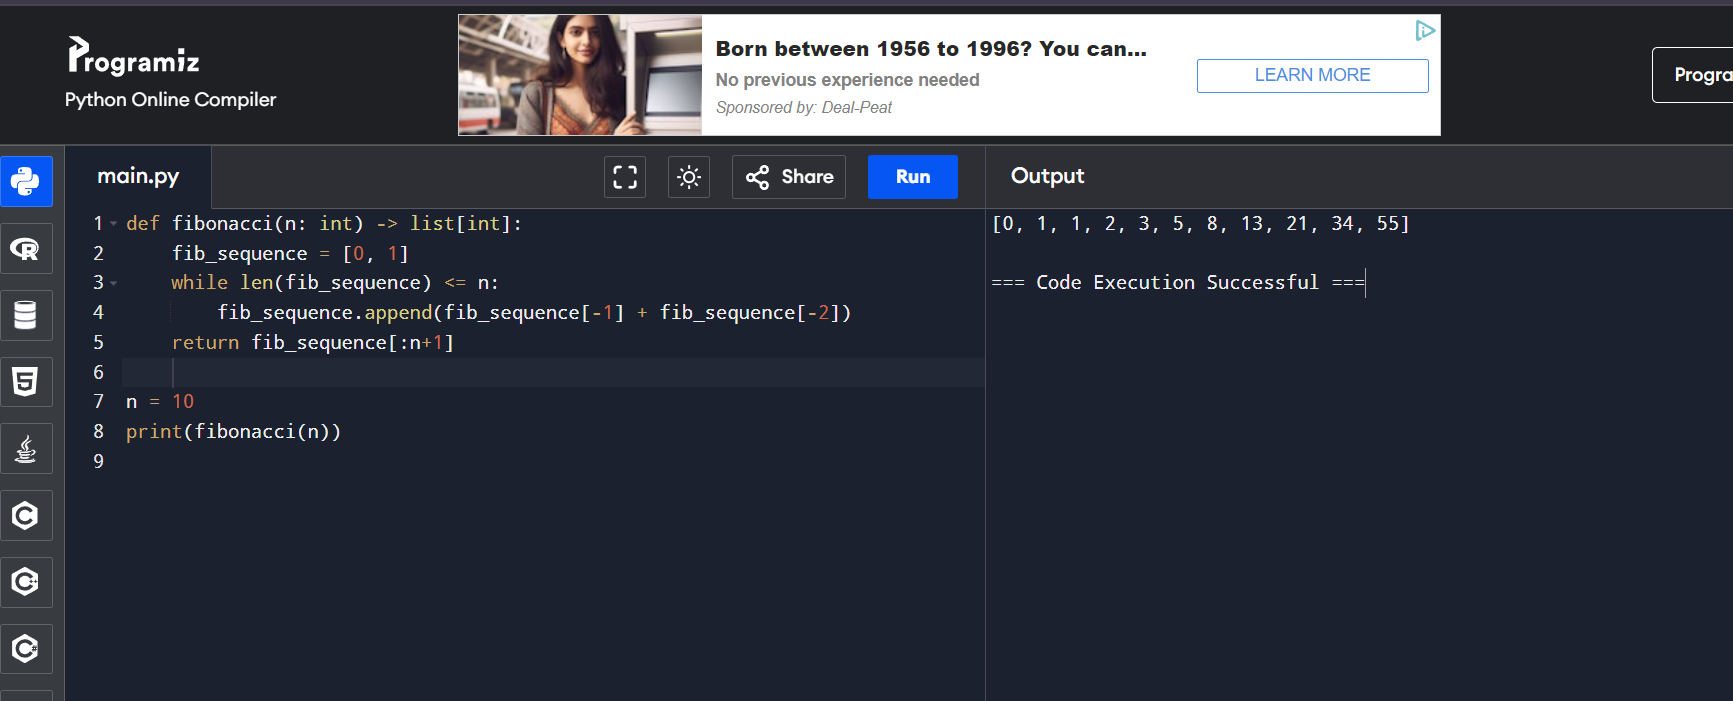 Programiz
Python Online Compiler
Born between 1956 to 1996? You can...
No previous experience needed
Sponsored by: Deal-Peat
LEARN MORE
Progra
main.py
Share
Run
Output
1 def fibonacci(n: int) -> list[int]:
2     fib_sequence = [0, 1]
3     while len(fib_sequence) <= n:
4         fib_sequence.append(fib_sequence[-1] + fib_sequence[-2])
5     return fib_sequence[:n+1]
6
7 n = 10
8 print(fibonacci(n))
9
[0, 1, 1, 2, 3, 5, 8, 13, 21, 34, 55]
=== Code Execution Successful ===